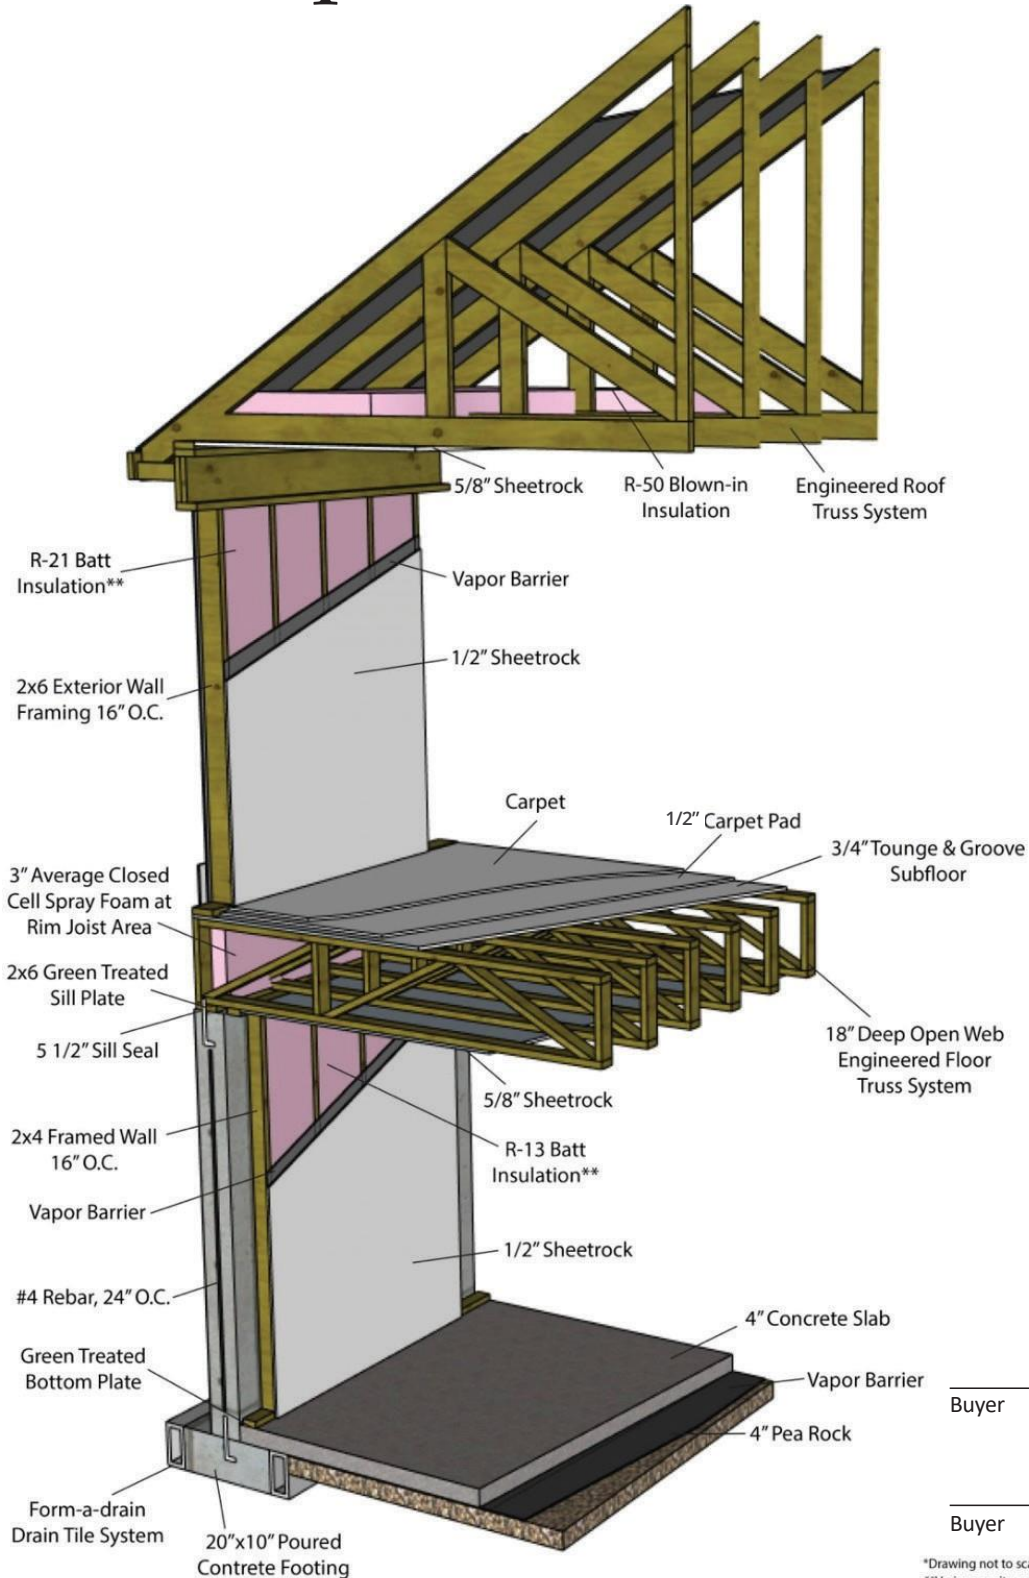 5/8" Sheetrock
R-50 Blown-in
Insulation
Engineered Roof
Truss System
R-21 Batt
Insulation**
Vapor Barrier
1/2" Sheetrock
2x6 Exterior Wall
Framing 16" O.C.
Carpet
1/2" Carpet Pad
3/4" Tounge & Groove
Subfloor
3" Average Closed
Cell Spray Foam at
Rim Joist Area
2x6 Green Treated
Sill Plate
5 1/2" Sill Seal
18" Deep Open Web
Engineered Floor
Truss System
5/8" Sheetrock
2x4 Framed Wall
16" O.C.
R-13 Batt
Insulation**
Vapor Barrier
1/2" Sheetrock
#4 Rebar, 24" O.C.
4" Concrete Slab
Green Treated
Bottom Plate
Vapor Barrier
Buyer
4" Pea Rock
Form-a-drain
Drain Tile System
20"x10" Poured
Contrete Footing
Buyer
*Drawing not to